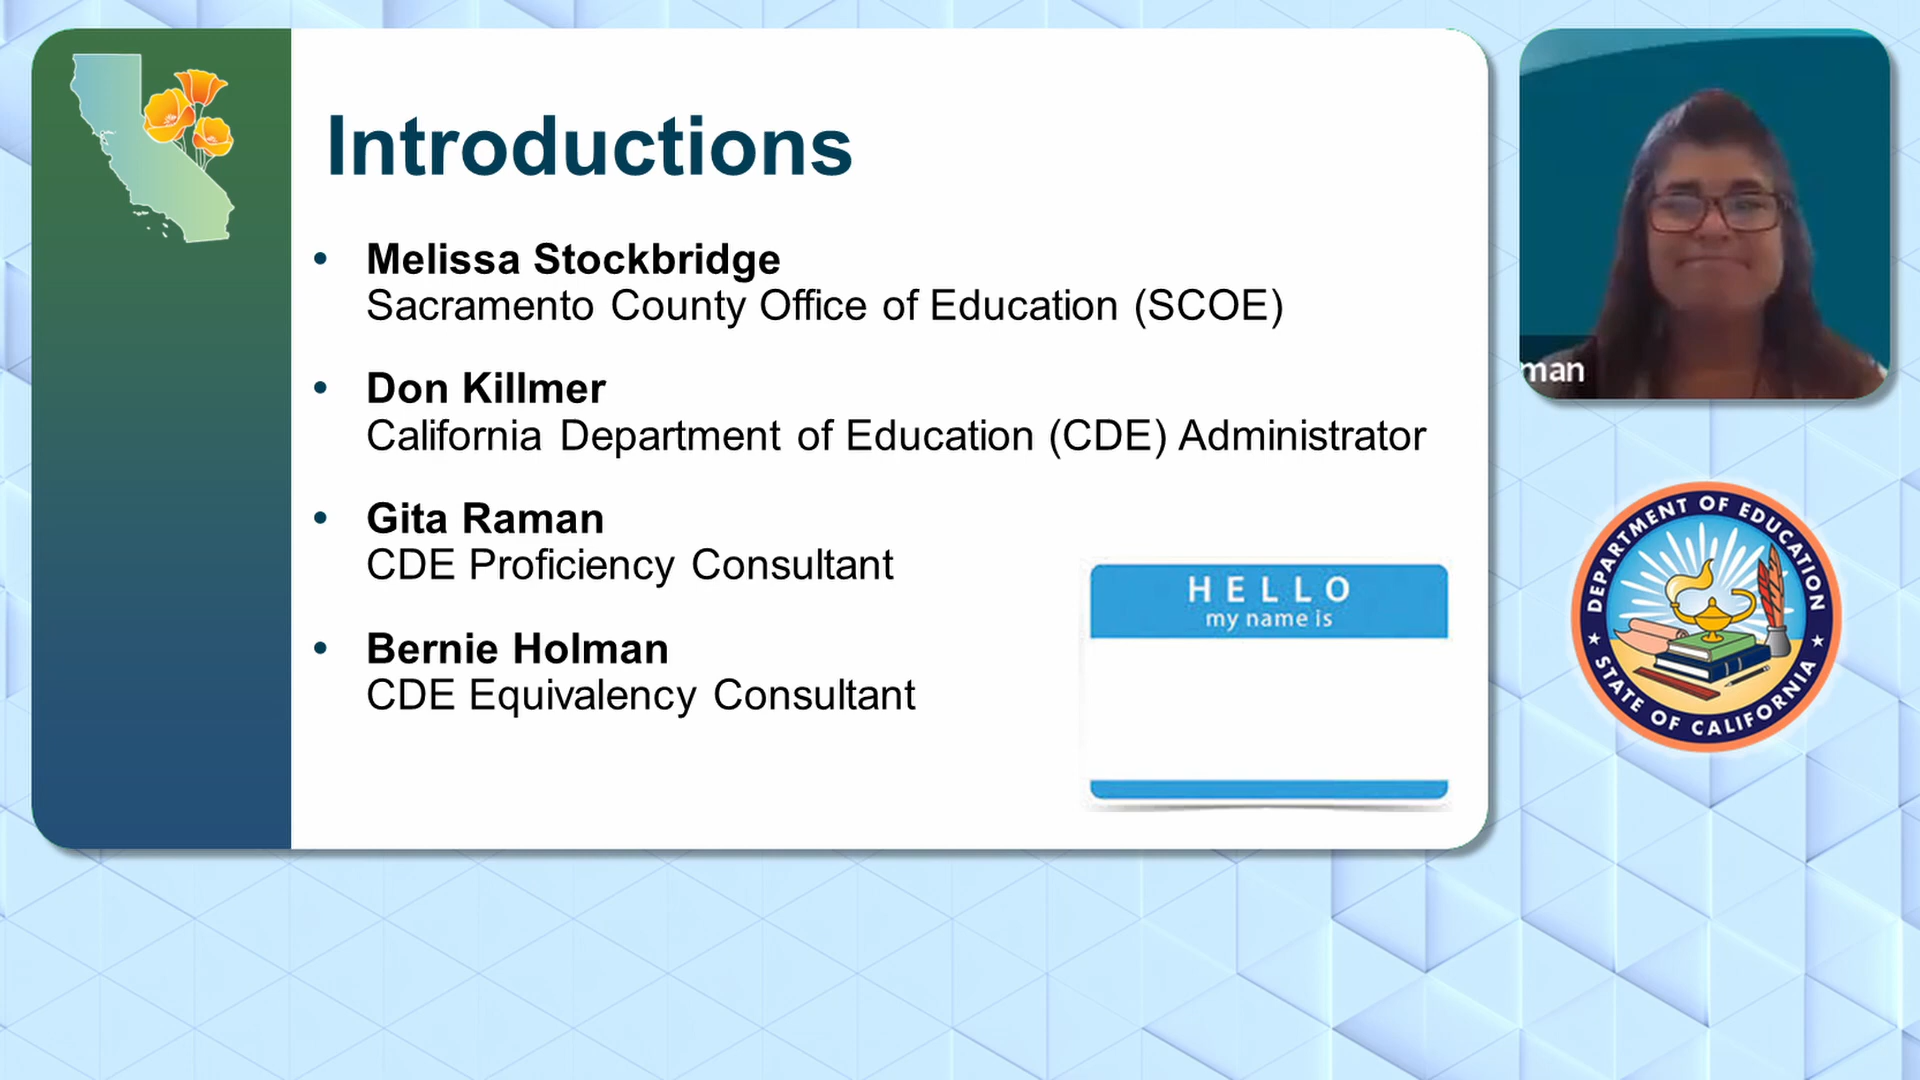 Introductions
• Melissa Stockbridge
Sacramento County Office of Education (SCOE)
• Don Killmer
California Department of Education (CDE) Administrator
• Gita Raman
CDE Proficiency Consultant
• Bernie Holman
CDE Equivalency Consultant
HELLO
my name is
man
DEPARTMENT OF EDUCATION
STATE OF CALIFORNIA